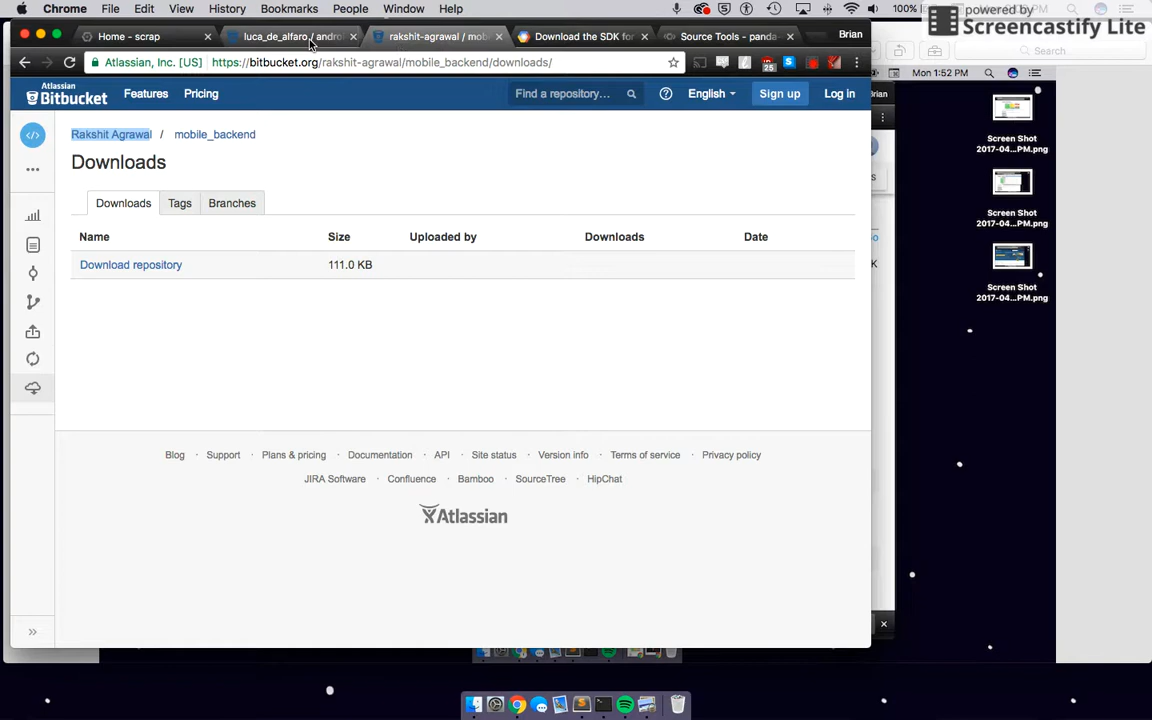 Chrome File Edit View History Bookmarks People Window Help
100%
powered by
Screencastify Lite
Home - scrap
luca_de_alfaro / andro
rakshit-agrawal / mob
Download the SDK for
Source Tools - panda
Brian
Atlassian, Inc. [US]
https://bitbucket.org/rakshit-agrawal/mobile_backend/downloads/
25
Search
Mon 1:52 PM
Atlassian
Bitbucket
Features Pricing
Find a repository...
English
Sign up
Log in
Rakshit Agrawal / mobile_backend
Downloads
Downloads Tags Branches
Name Size Uploaded by Downloads Date
Download repository 111.0 KB
Blog · Support · Plans & pricing · Documentation · API · Site status · Version info · Terms of service · Privacy policy
JIRA Software · Confluence · Bamboo · SourceTree · HipChat
Atlassian
Screen Shot
2017-04...PM.png
Screen Shot
2017-04...PM.png
Screen Shot
2017-04...PM.png